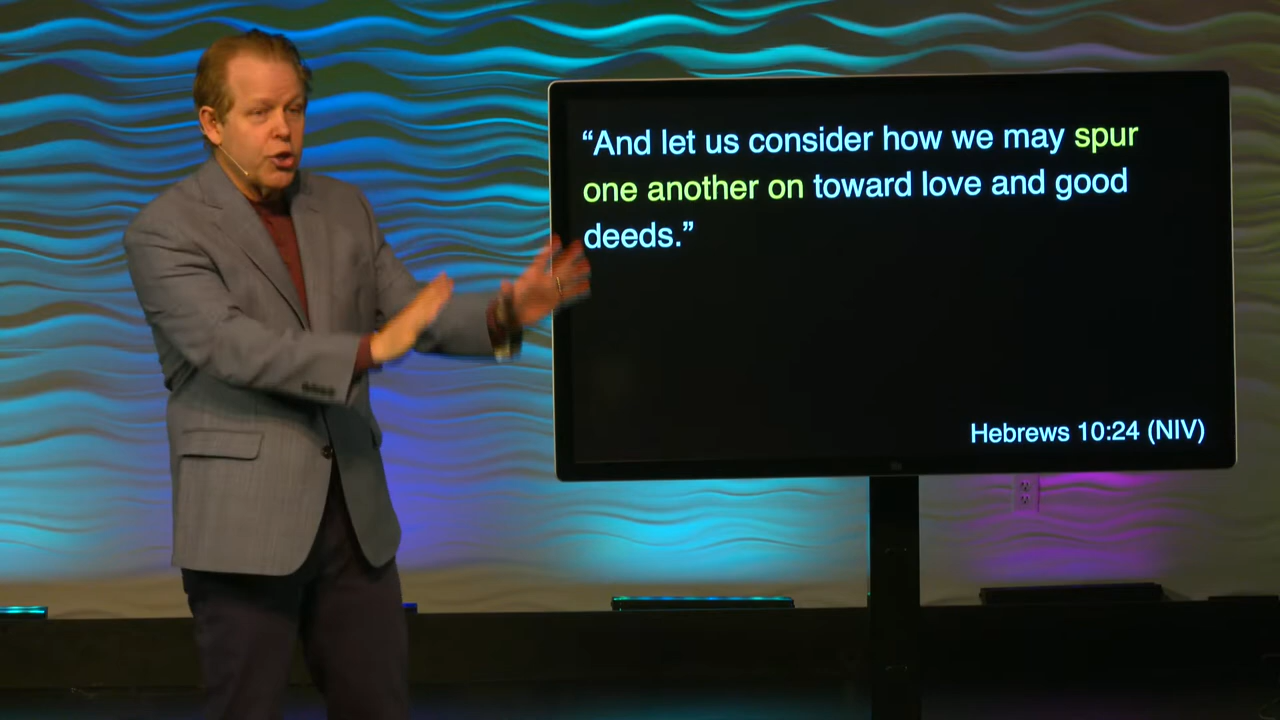 “And let us consider how we may spur
one another on toward love and good
deeds.”
Hebrews 10:24 (NIV)